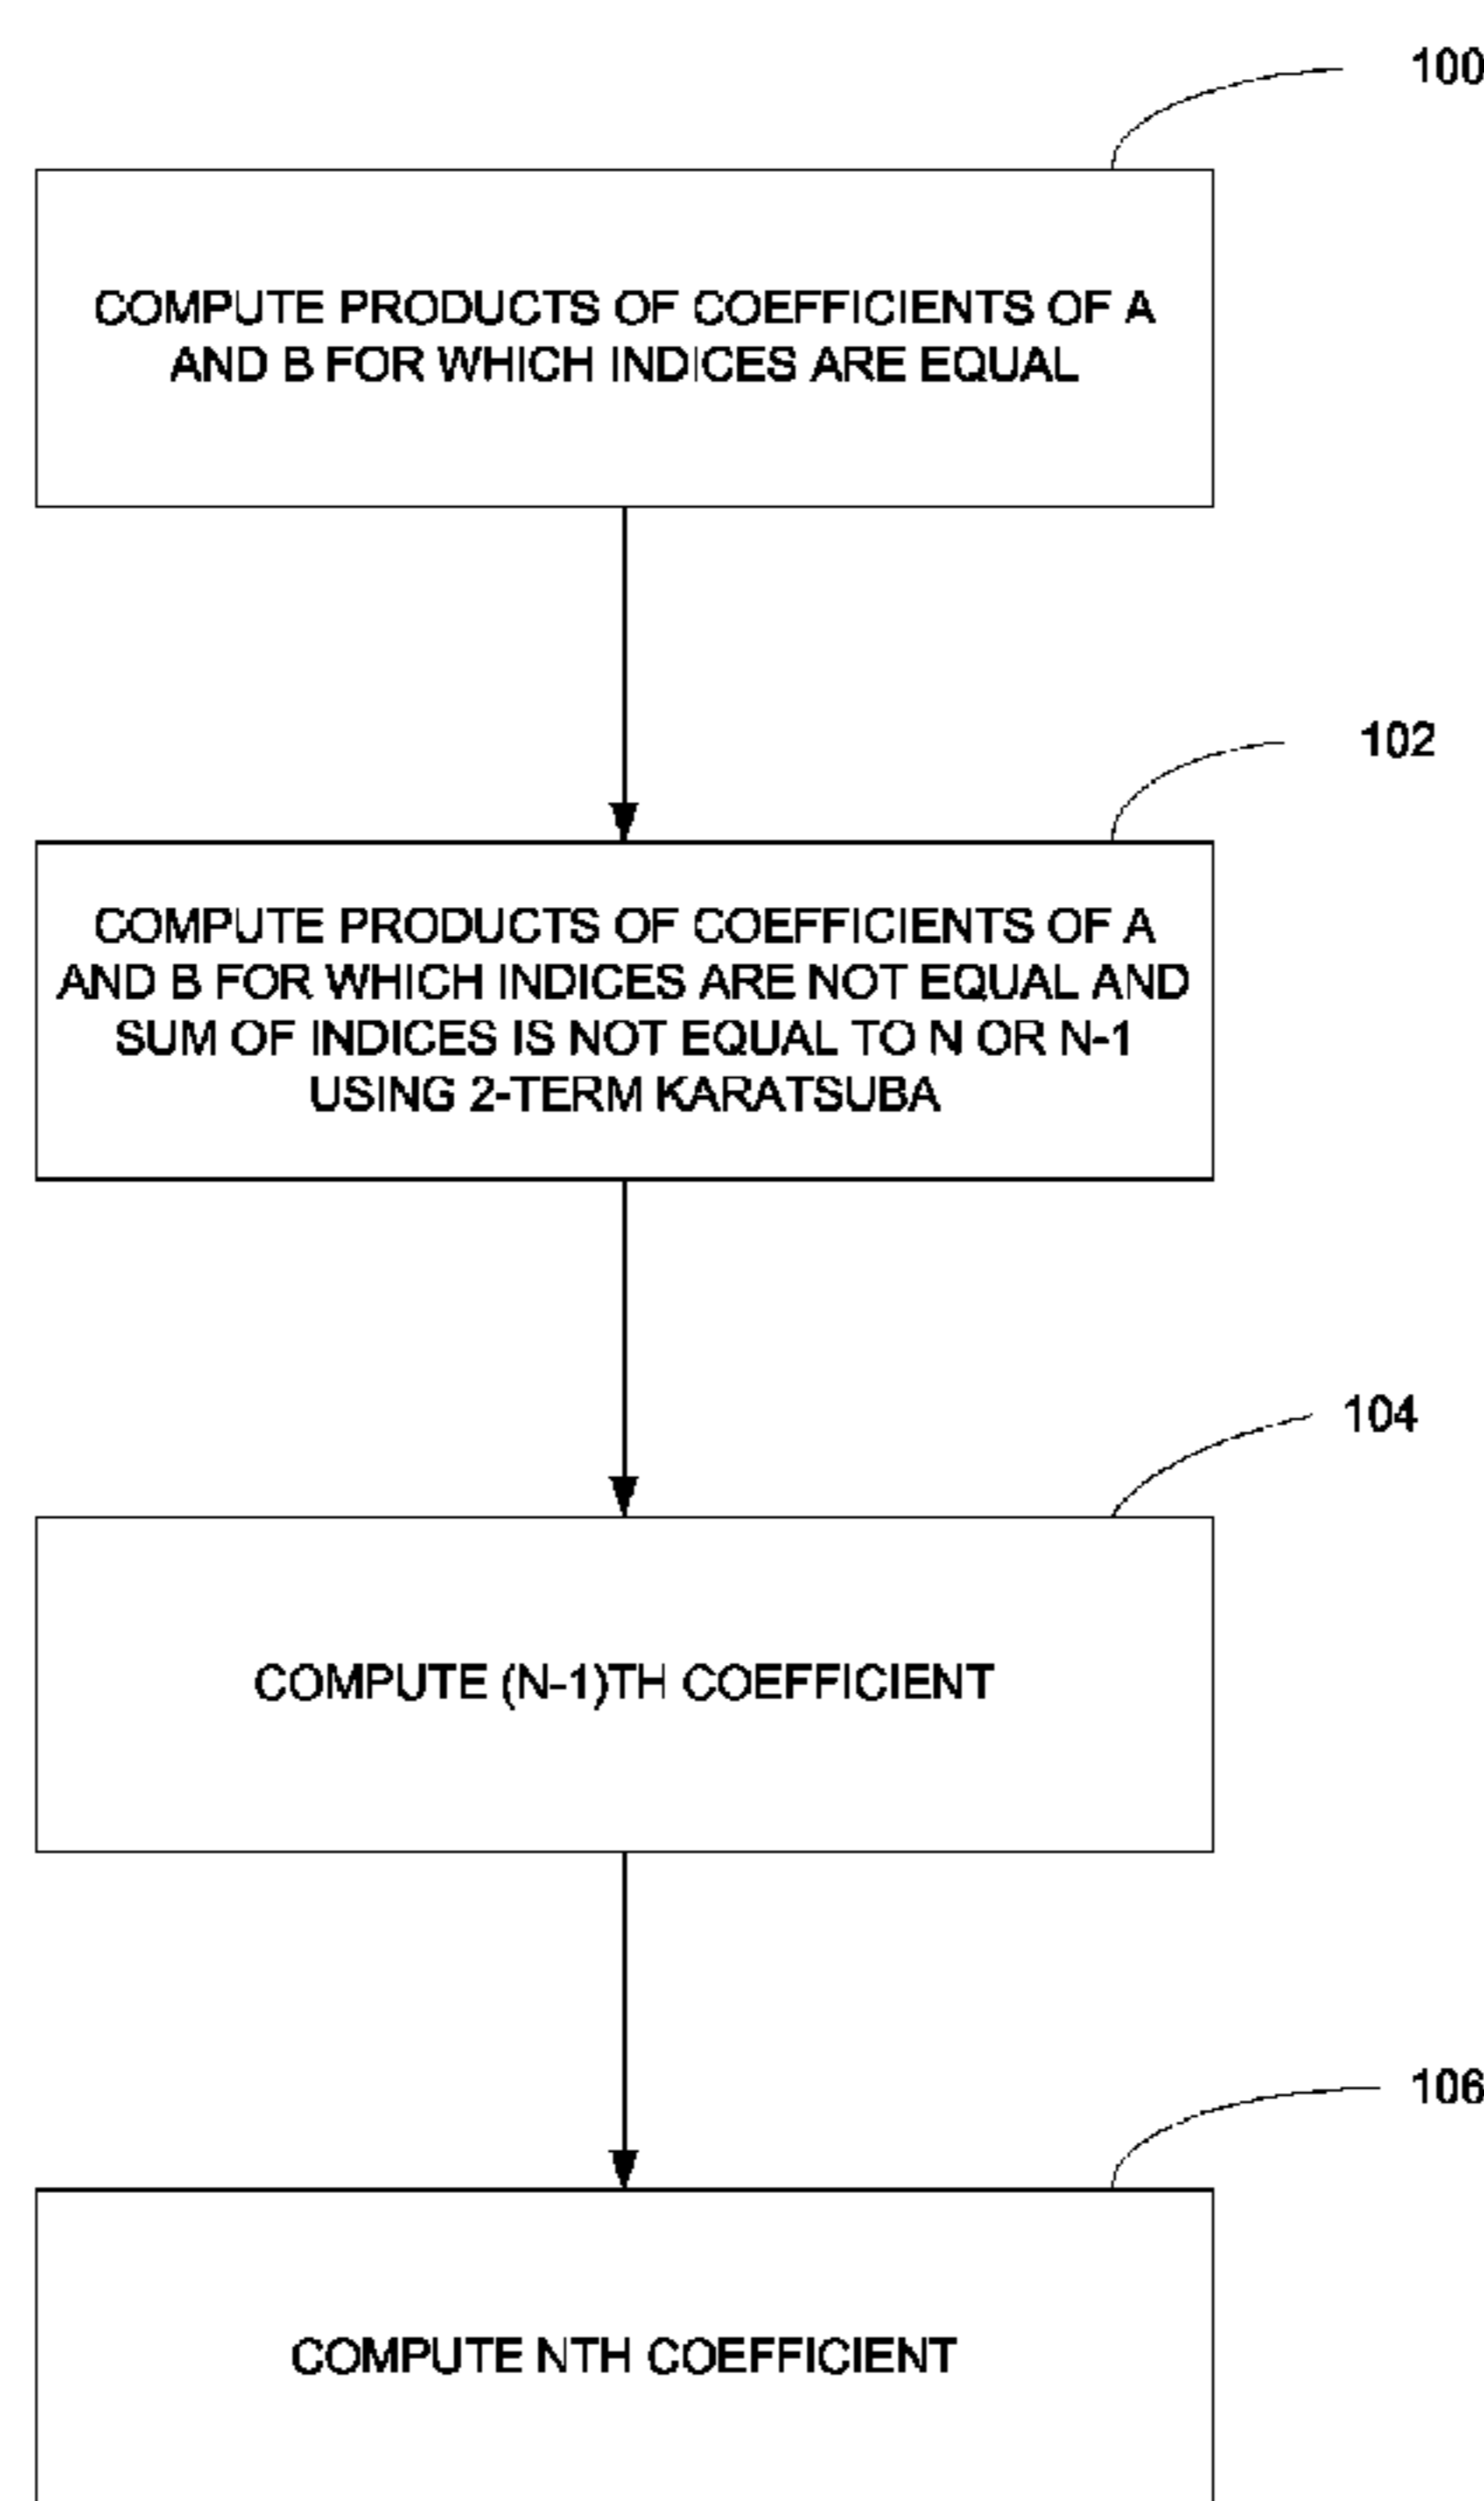 100
COMPUTE PRODUCTS OF COEFFICIENTS OF A
AND B FOR WHICH INDICES ARE EQUAL
102
COMPUTE PRODUCTS OF COEFFICIENTS OF A
AND B FOR WHICH INDICES ARE NOT EQUAL AND
SUM OF INDICES IS NOT EQUAL TO N OR N-1
USING 2-TERM KARATSUBA
104
COMPUTE (N-1)TH COEFFICIENT
106
COMPUTE NTH COEFFICIENT